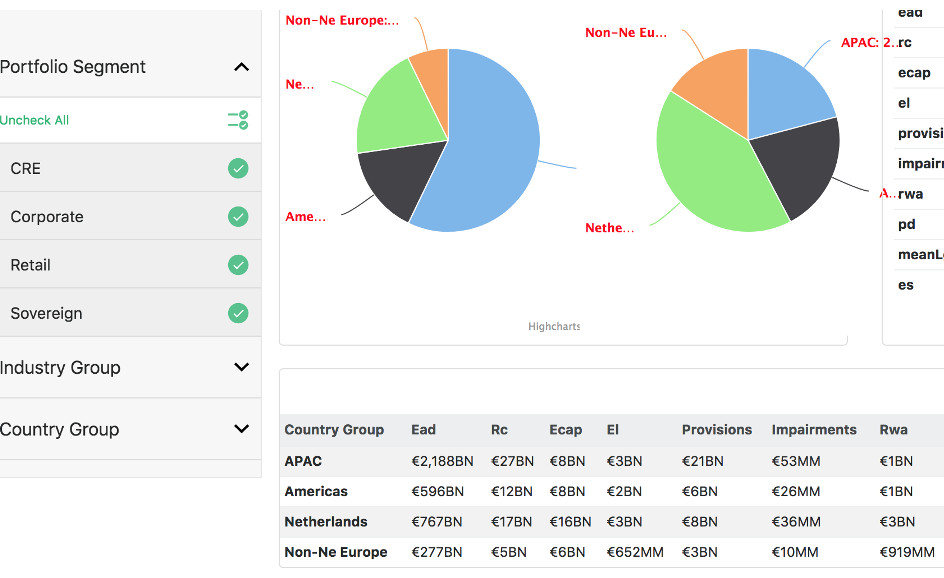 Portfolio Segment
Uncheck All
CRE
Corporate
Retail
Sovereign
Industry Group
Country Group
Non-Ne Europe:...
Ne...
Ame...
Non-Ne Eu...
APAC: 2...
A...
Nethe...
Highcharts
ead
rc
ecap
el
provisi
impairn
rwa
pd
meanLo
es
Country Group Ead Rc Ecap El Provisions Impairments Rwa
APAC €2,188BN €27BN €8BN €3BN €21BN €53MM €1BN
Americas €596BN €12BN €8BN €2BN €6BN €26MM €1BN
Netherlands €767BN €17BN €16BN €3BN €8BN €36MM €3BN
Non-Ne Europe €277BN €5BN €6BN €652MM €3BN €10MM €919MM